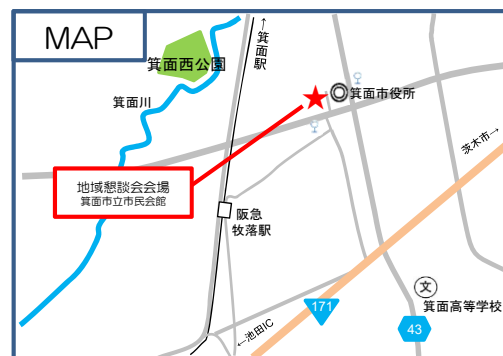 MAP
←箕面駅
箕面西公園
箕面川
箕面市役所
茨木市→
地域懇談会会場
箕面市立市民会館
阪急
牧落駅
171
文
箕面高等学校
43
←池田IC